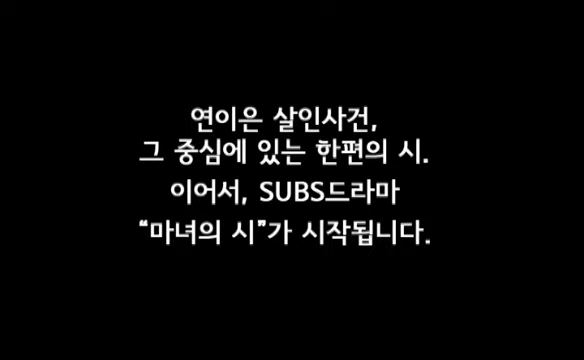 연이은 살인사건,
그 중심에 있는 한편의 시.
이어서, SUBS드라마
“마녀의 시”가 시작됩니다.